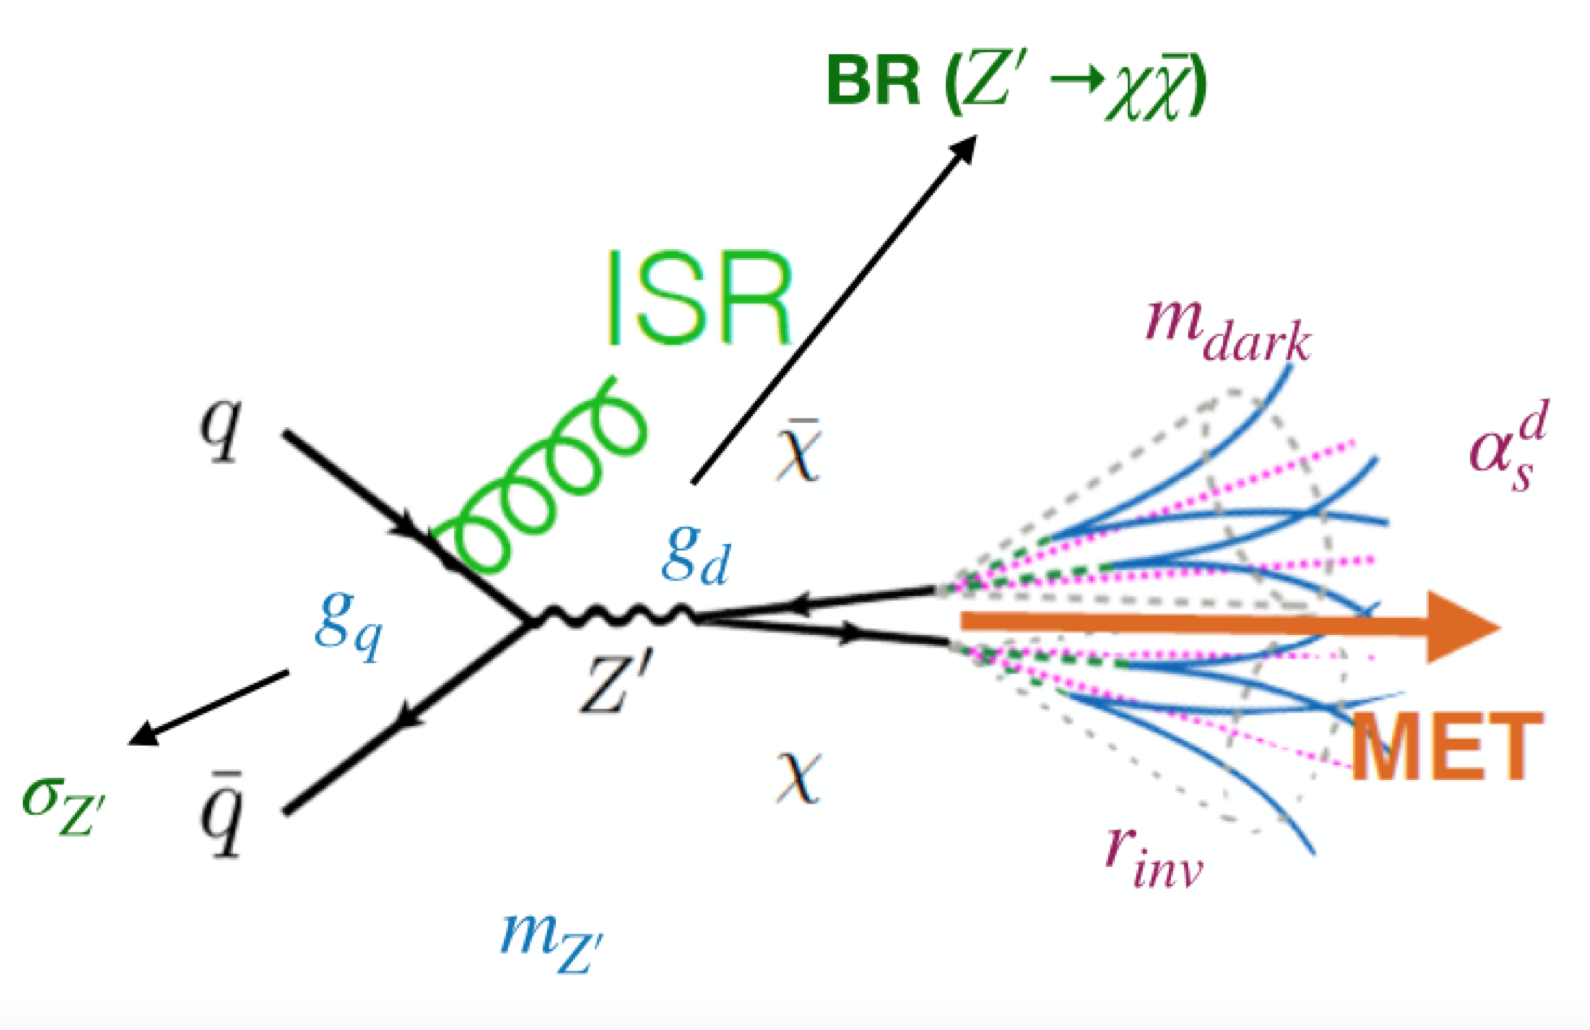 BR (Z′ → χχ̄)
ISR
m_dark
q
χ̄
α_s^d
g_d
g_q
Z′
MET
σ_Z′
q̄
χ
r_inv
m_Z′